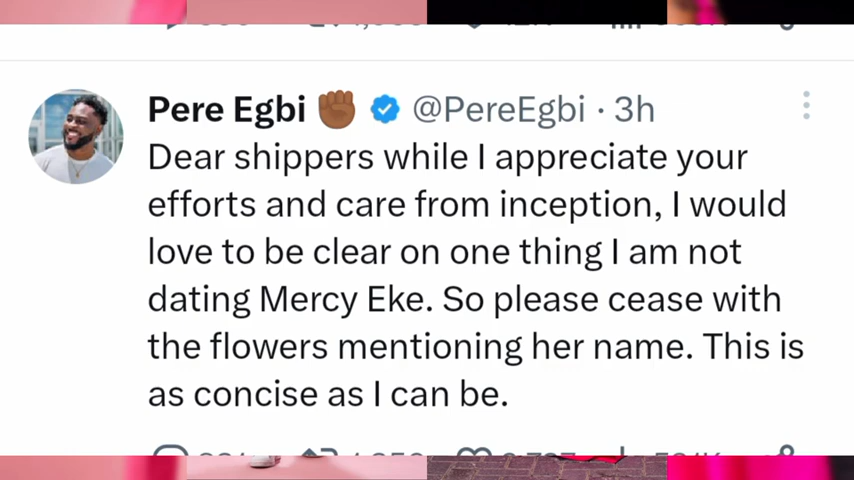 Pere Egbi ✊🏾 @PereEgbi · 3h
Dear shippers while I appreciate your
efforts and care from inception, I would
love to be clear on one thing I am not
dating Mercy Eke. So please cease with
the flowers mentioning her name. This is
as concise as I can be.